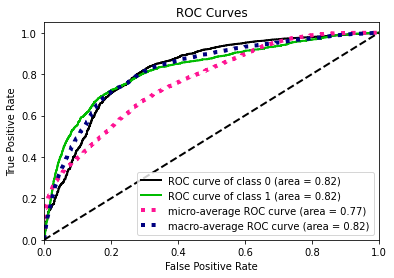 ROC Curves
True Positive Rate
1.0
0.8
0.6
0.4
0.2
0.0
ROC curve of class 0 (area = 0.82)
ROC curve of class 1 (area = 0.82)
micro-average ROC curve (area = 0.77)
macro-average ROC curve (area = 0.82)
0.0 0.2 0.4 0.6 0.8 1.0
False Positive Rate